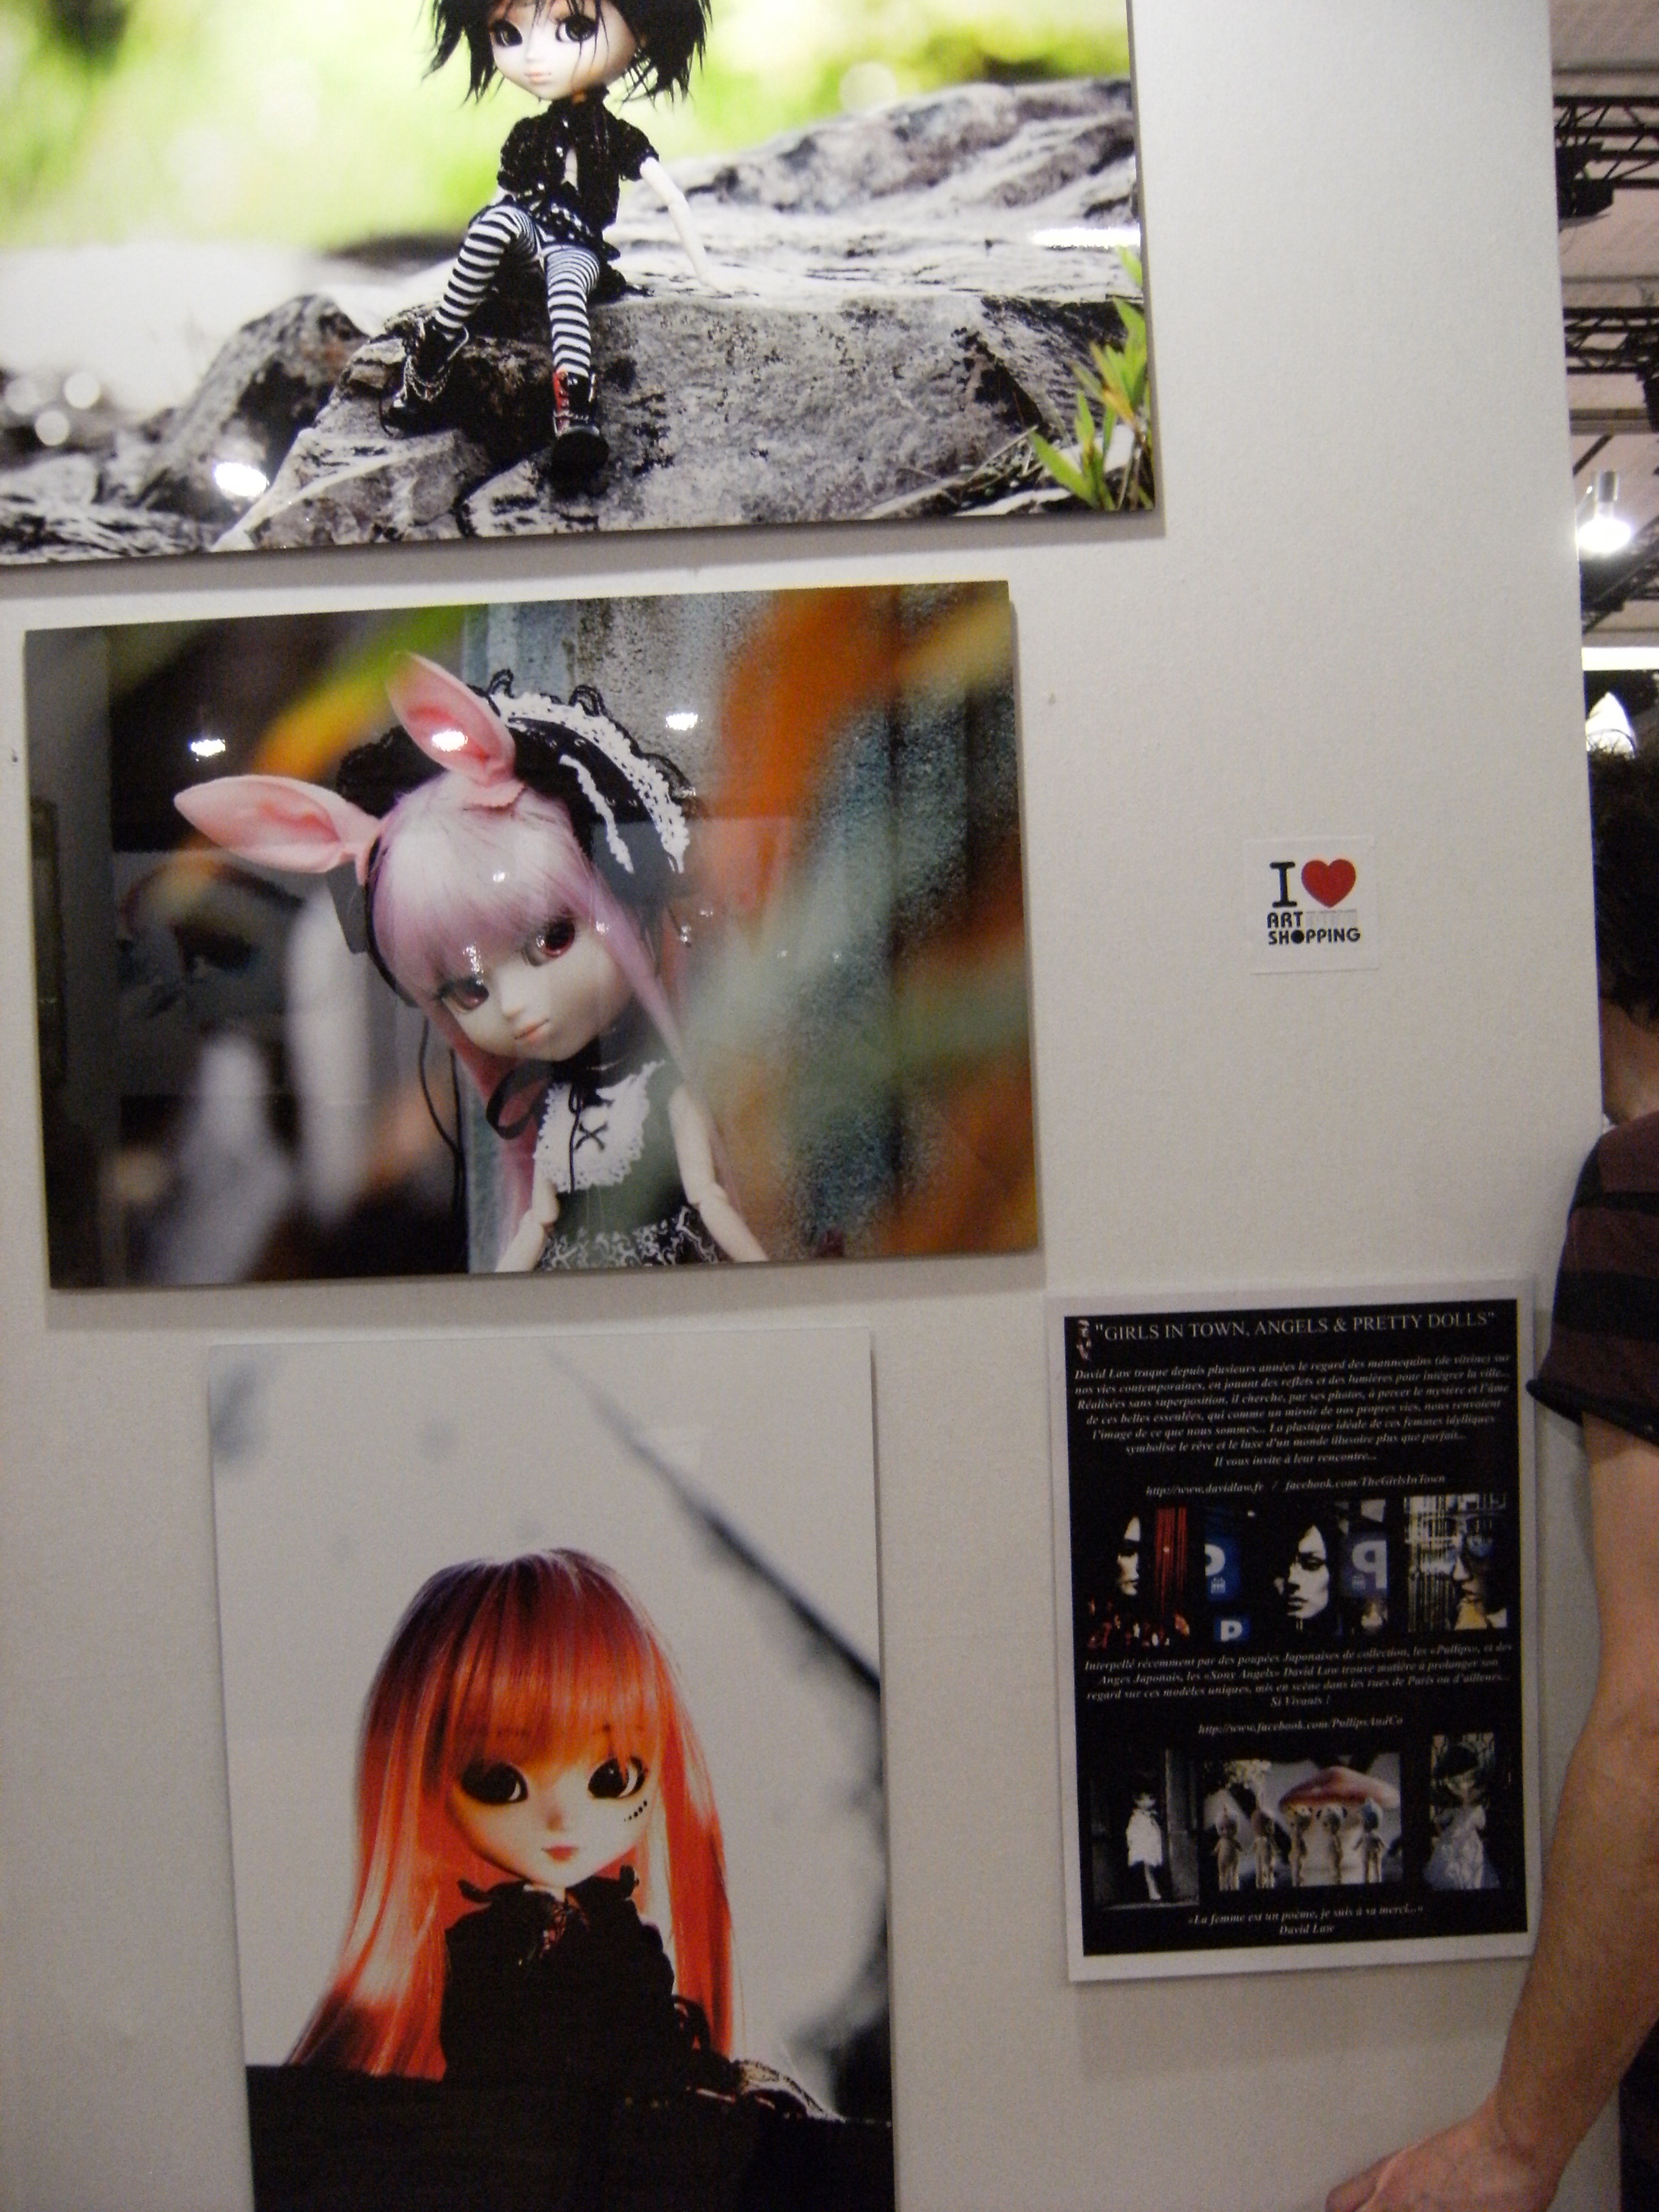 I ♥
ART
SHOPPING
"GIRLS IN TOWN, ANGELS & PRETTY DOLLS"
David Law traque depuis plusieurs années le regard des mannequins (de vitrine) sur
nos vies contemporaines, en jouant des reflets et des lumières pour intégrer la ville...
Réalisées sans superposition, il cherche, par ses photos, à percer le mystère et l'âme
de ces belles esseulées, qui comme un miroir de nos propres vies, nous renvoient
l'image de ce que nous sommes... La plastique idéale de ces femmes idylliques
symbolise le rêve et le luxe d'un monde illusoire plus que parfait...
Il vous invite à leur rencontre...
http://www.davidlaw.fr / facebook.com/TheGirlsInTown
P
P
P
Interpellé récemment par des poupées Japonaises de collection, les «Pullips», et des
Anges Japonais, les «Sony Angels» David Law trouve matière à prolonger son
regard sur ces modèles uniques, mis en scène dans les rues de Paris ou d'ailleurs...
Si Vivants !
http://www.facebook.com/PullipsAndCo
«La femme est un poème, je suis à sa merci...«
David Law